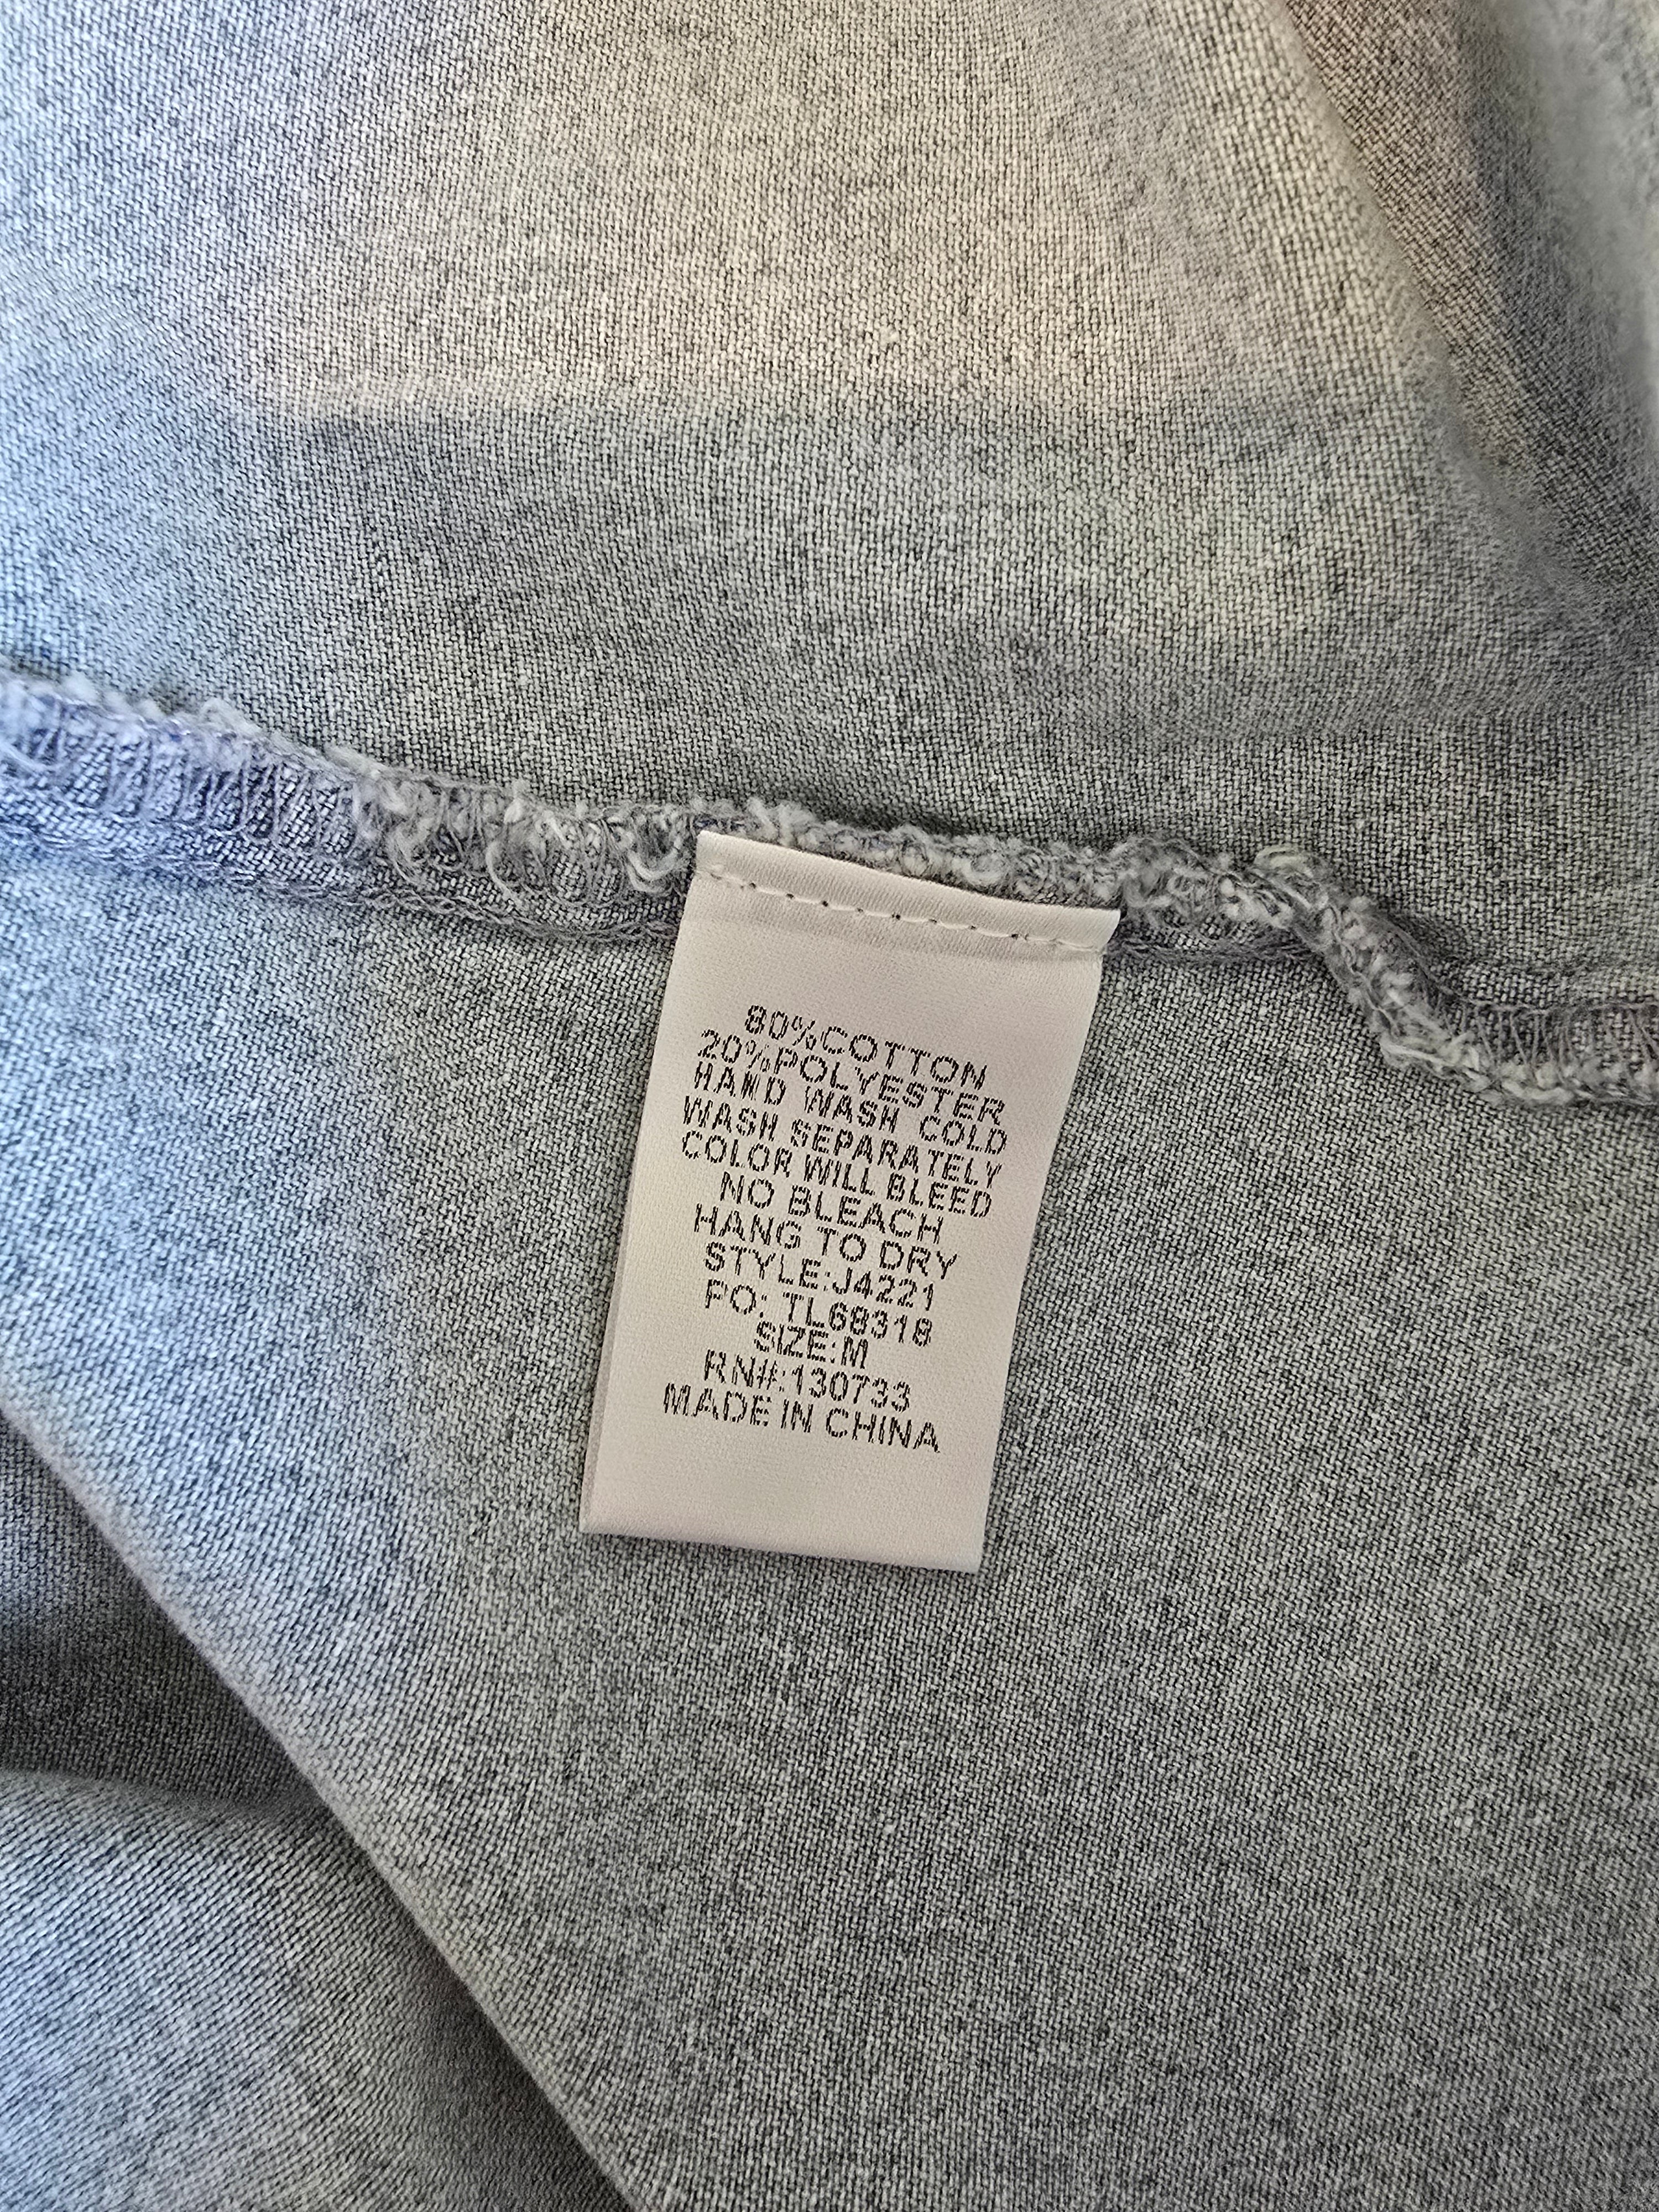 80%COTTON
20%POLYESTER
HAND WASH COLD
WASH SEPARATELY
COLOR WILL BLEED
NO BLEACH
HANG TO DRY
STYLE:J4221
PO: TL68318
SIZE:M
RN#:130733
MADE IN CHINA